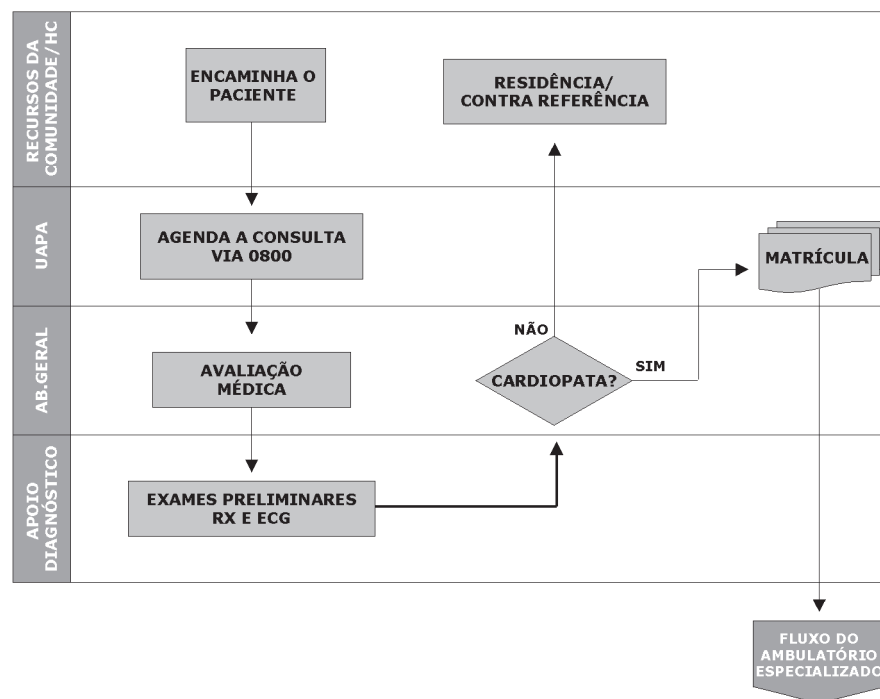 RECURSOS DA
COMUNIDADE/HC
ENCAMINHA O
PACIENTE
RESIDÊNCIA/
CONTRA REFERÊNCIA
UAPA
AGENDA A CONSULTA
VIA 0800
MATRÍCULA
AB.GERAL
AVALIAÇÃO
MÉDICA
NÃO
CARDIOPATA?
SIM
APOIO
DIAGNÓSTICO
EXAMES PRELIMINARES
RX E ECG
FLUXO DO
AMBULATÓRIO
ESPECIALIZADO